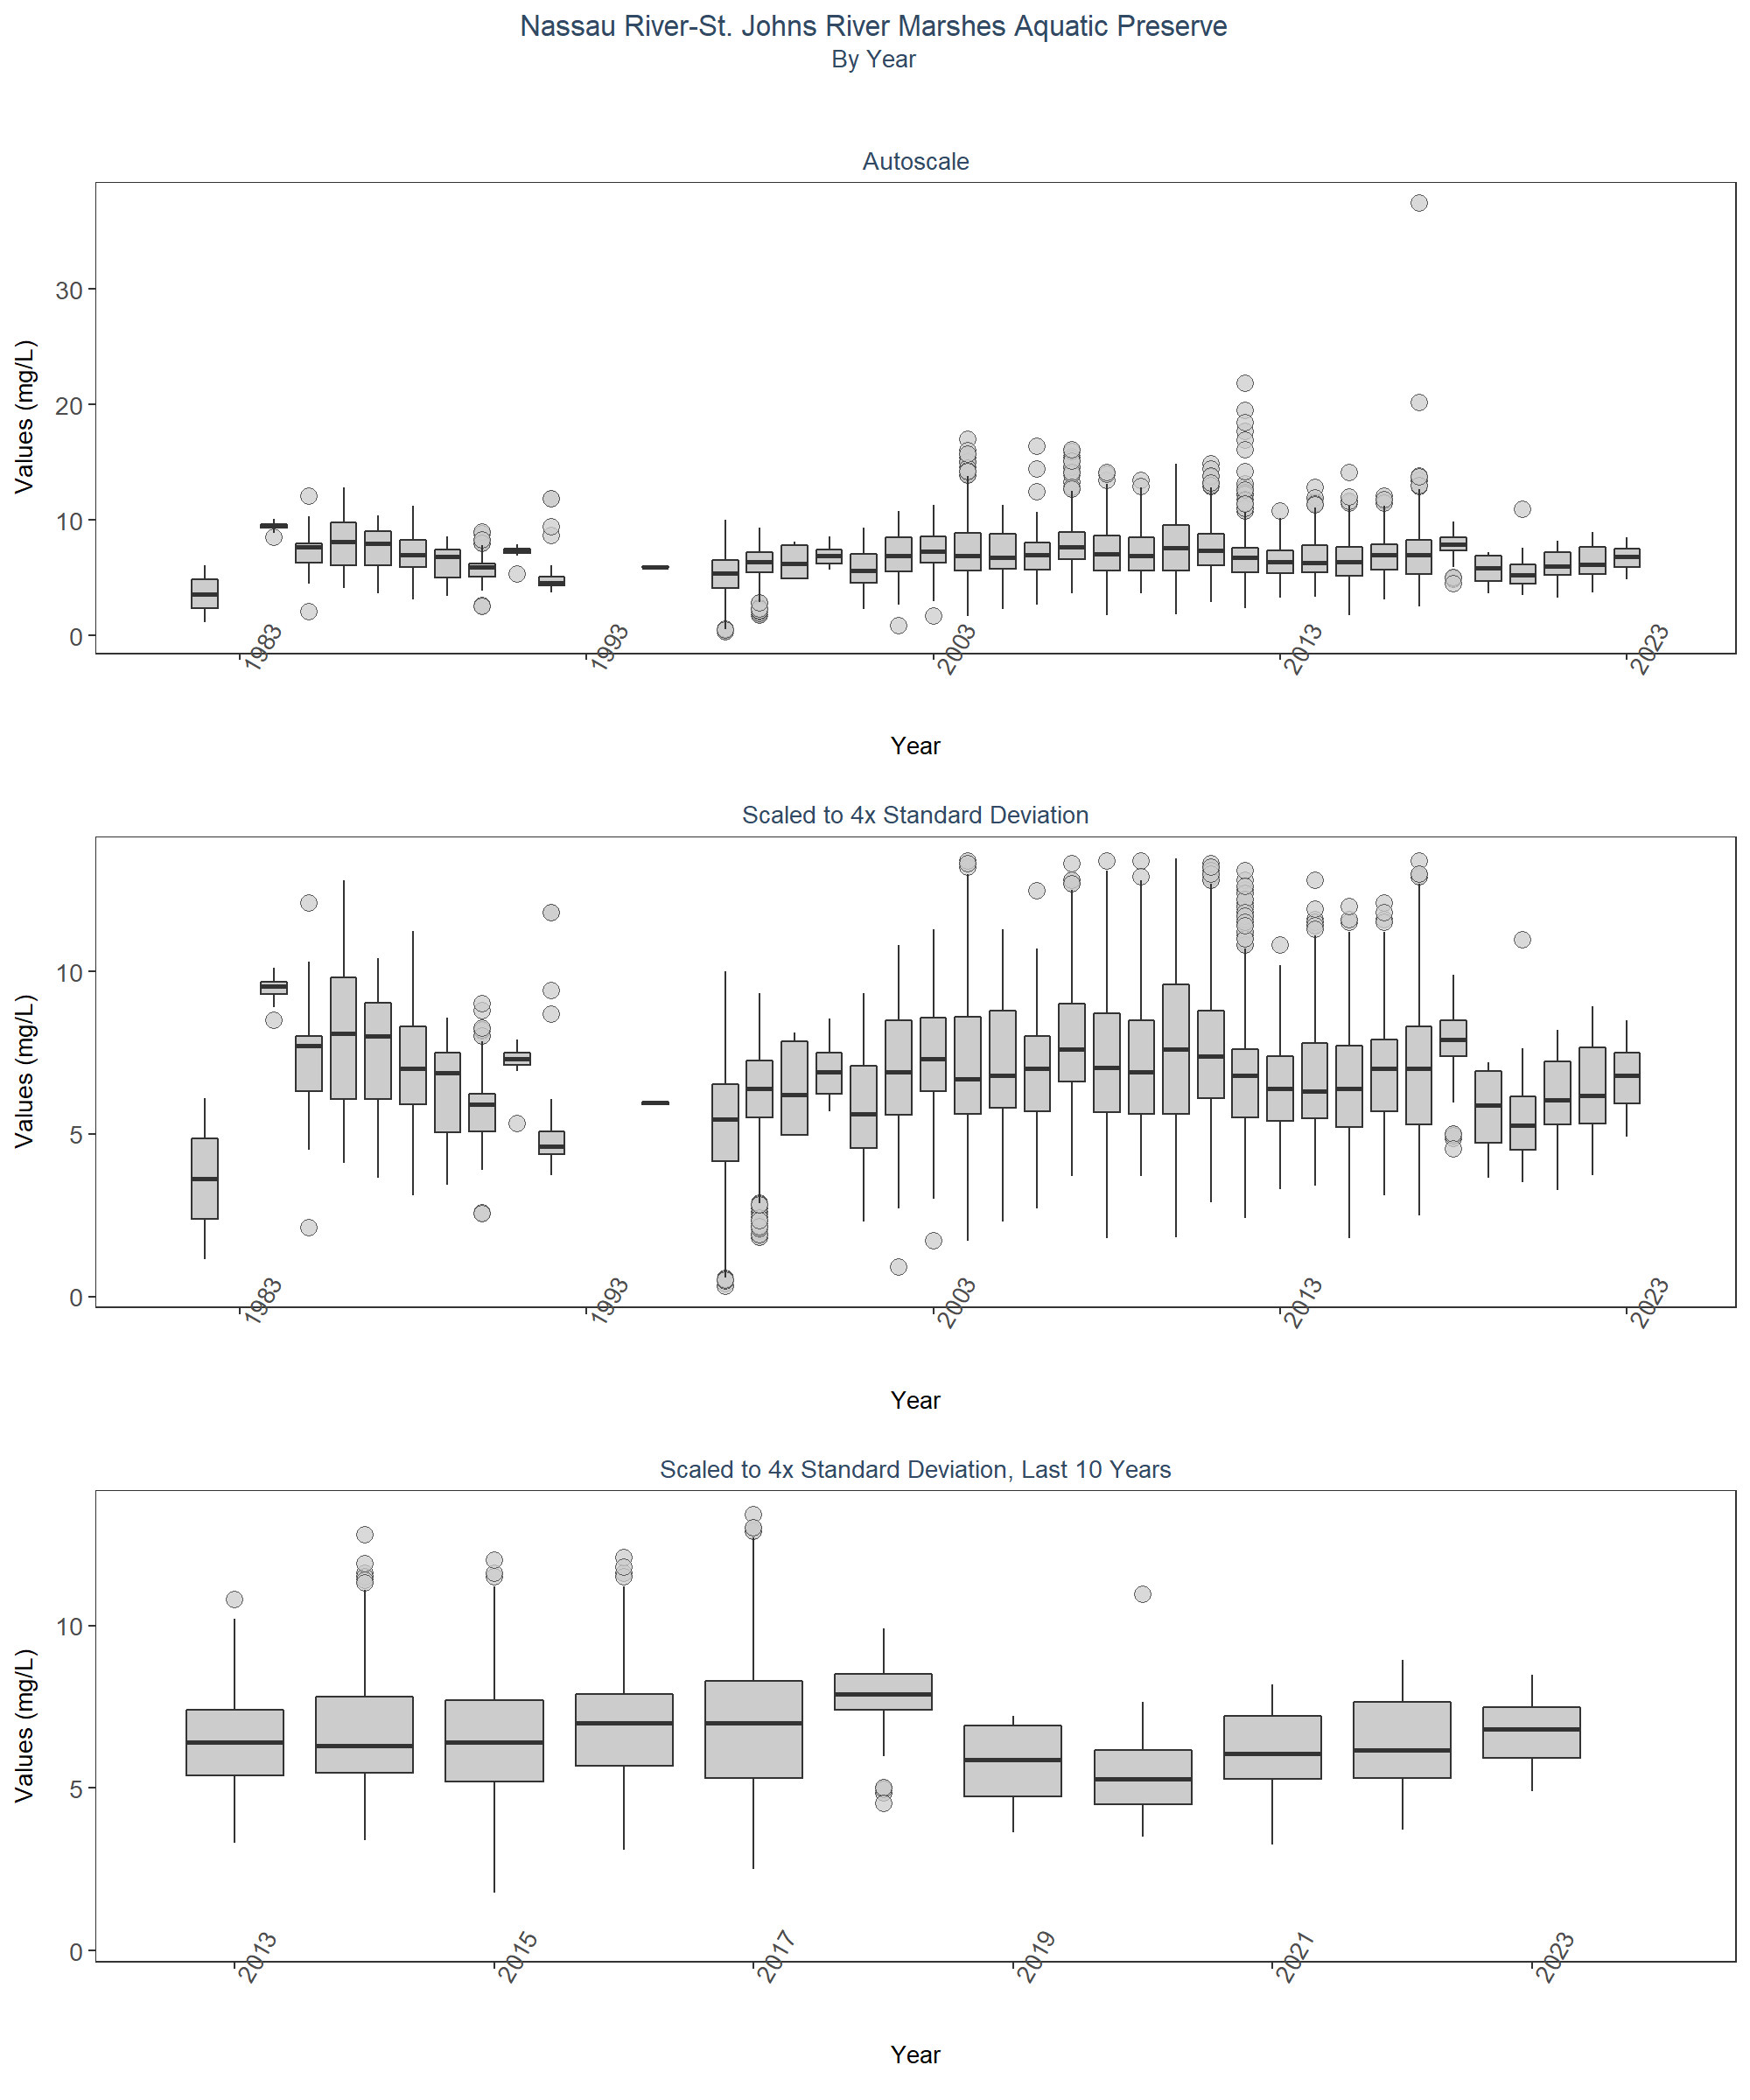 Nassau River-St. Johns River Marshes Aquatic Preserve
By Year
Autoscale
Values (mg/L)
30
20
10
0
1983
1993
2003
2013
2023
Year
Scaled to 4x Standard Deviation
Values (mg/L)
10
5
0
1983
1993
2003
2013
2023
Year
Scaled to 4x Standard Deviation, Last 10 Years
Values (mg/L)
10
5
0
2013
2015
2017
2019
2021
2023
Year